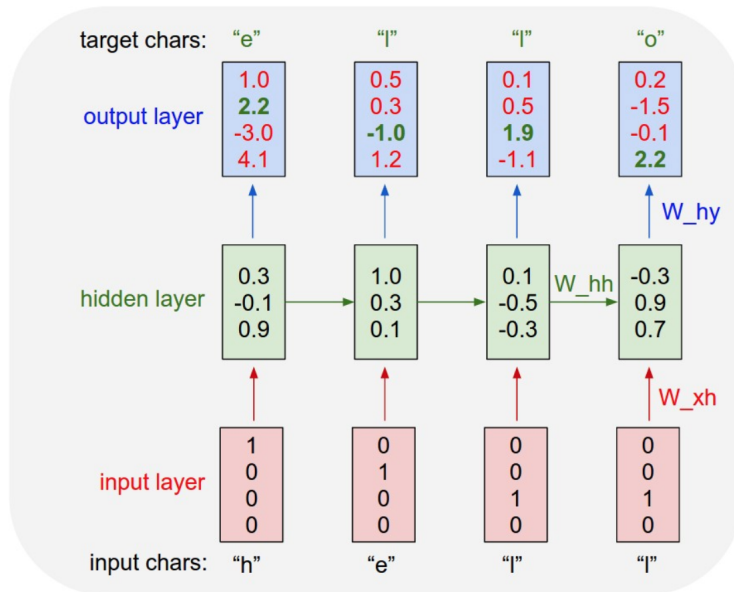 target chars: “e” “l” “l” “o”
1.0 0.5 0.1 0.2
2.2 0.3 0.5 -1.5
output layer
-3.0 -1.0 1.9 -0.1
4.1 1.2 -1.1 2.2
W_hy
0.3 1.0 0.1 -0.3
W_hh
hidden layer -0.1 0.3 -0.5 0.9
0.9 0.1 -0.3 0.7
W_xh
1 0 0 0
0 1 0 0
input layer
0 0 1 1
0 0 0 0
input chars: “h” “e” “l” “l”